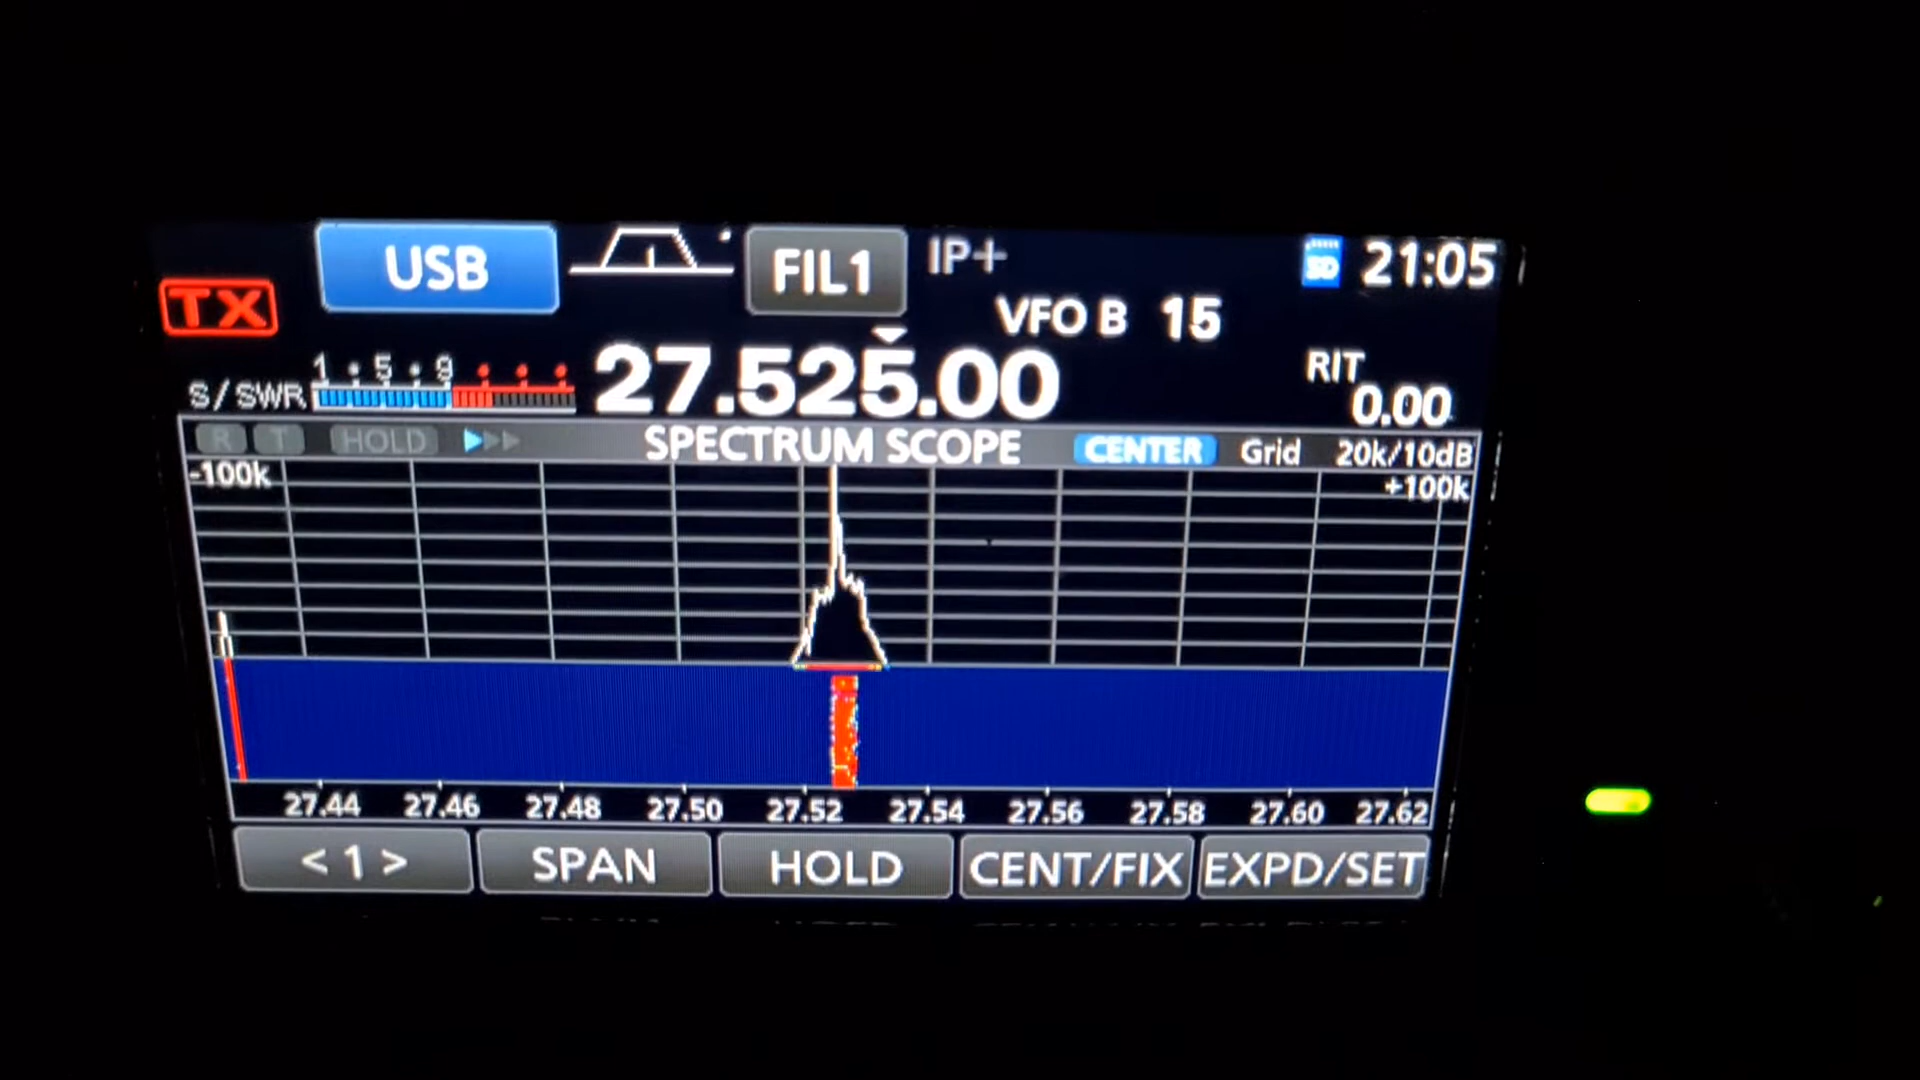 USB FIL1 IP+ SD 21:05
TX VFO B 15
1 5 9 27.525.00 RIT
S/SWR 0.00
R T HOLD SPECTRUM SCOPE CENTER Grid 20k/10dB
-100k +100k
27.44 27.46 27.48 27.50 27.52 27.54 27.56 27.58 27.60 27.62
< 1 > SPAN HOLD CENT/FIX EXPD/SET